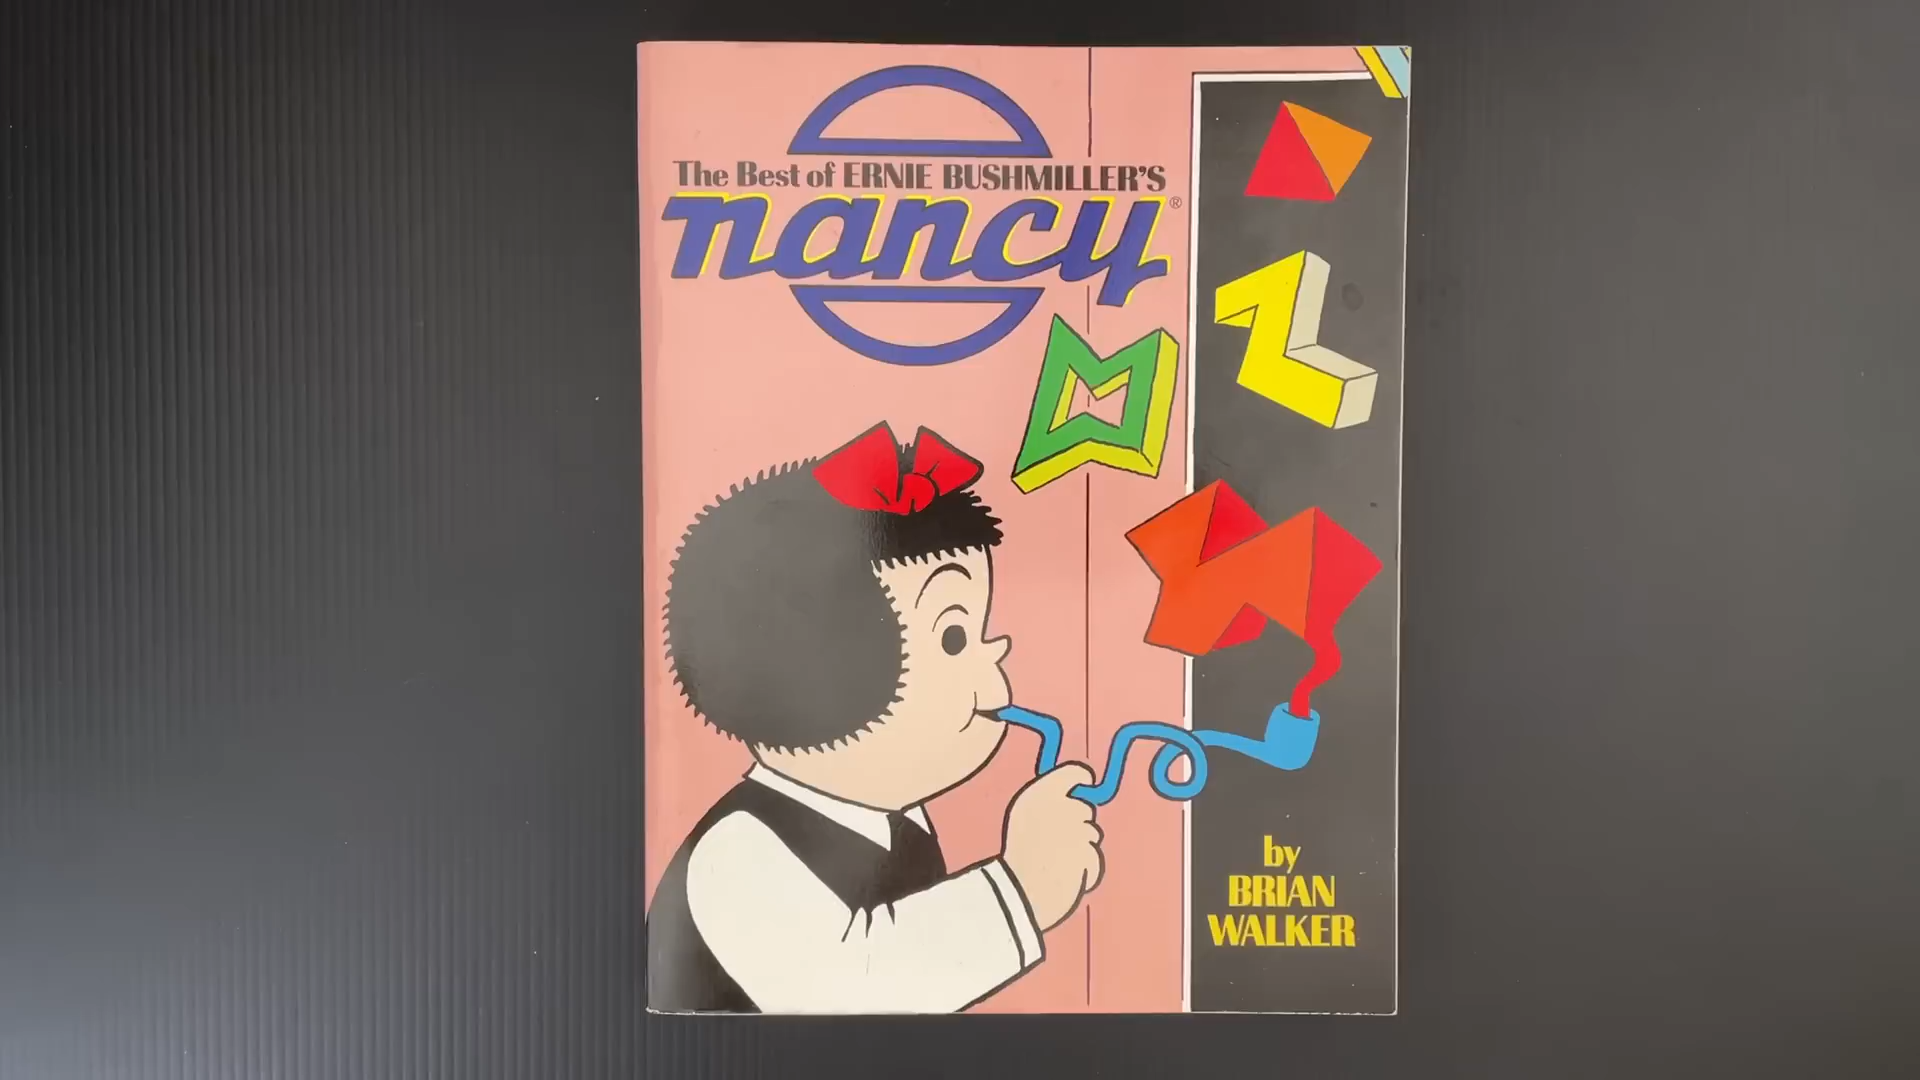 The Best of ERNIE BUSHMILLER'S
nancy®
by
BRIAN
WALKER